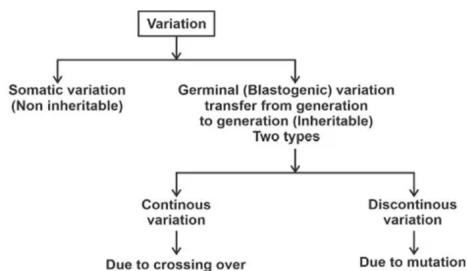 Variation
Somatic variation
(Non inheritable)
Germinal (Blastogenic) variation
transfer from generation
to generation (Inheritable)
Two types
Continous
variation
Discontinous
variation
Due to crossing over
Due to mutation